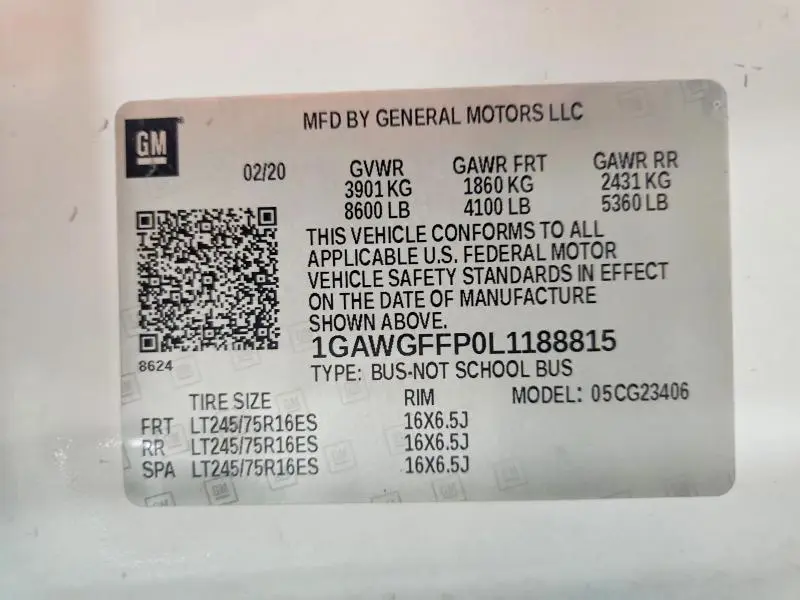 MFD BY GENERAL MOTORS LLC
GM
02/20 GVWR GAWR FRT GAWR RR
3901 KG 1860 KG 2431 KG
8600 LB 4100 LB 5360 LB
THIS VEHICLE CONFORMS TO ALL
APPLICABLE U.S. FEDERAL MOTOR
VEHICLE SAFETY STANDARDS IN EFFECT
ON THE DATE OF MANUFACTURE
SHOWN ABOVE.
1GAWGFFP0L1188815
8624
TYPE: BUS-NOT SCHOOL BUS
TIRE SIZE RIM MODEL: 05CG23406
FRT LT245/75R16ES 16X6.5J
RR LT245/75R16ES 16X6.5J
SPA LT245/75R16ES 16X6.5J